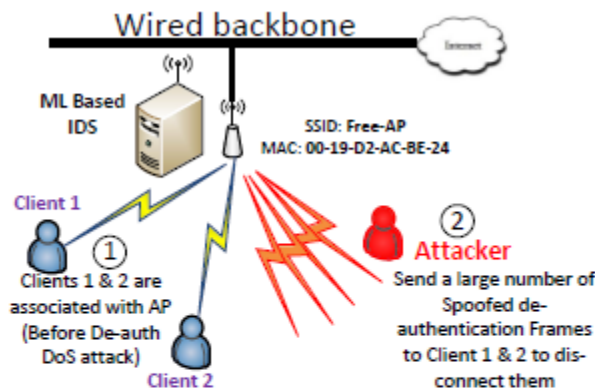 Wired backbone
Internet
ML Based
IDS
SSID: Free-AP
MAC: 00-19-D2-AC-BE-24
Client 1
1
Clients 1 & 2 are
associated with AP
(Before De-auth
DoS attack)
Client 2
2
Attacker
Send a large number of
Spoofed de-
authentication Frames
to Client 1 & 2 to dis-
connect them